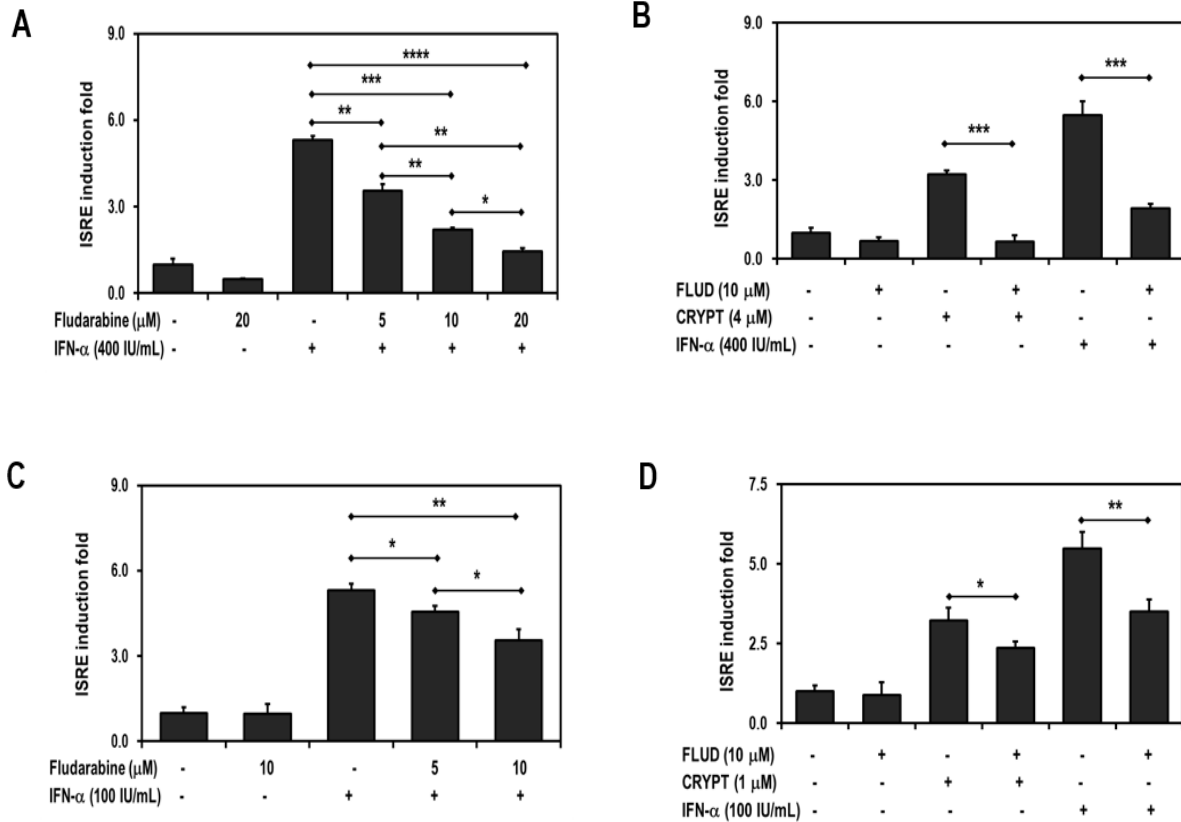 A
ISRE induction fold
9.0
6.0
3.0
0.0
****
***
**
**
**
*
Fludarabine (μM) - 20 - 5 10 20
IFN-α (400 IU/mL) - - + + + +
B
ISRE induction fold
9.0
6.0
3.0
0.0
***
***
FLUD (10 μM) - + - + - +
CRYPT (4 μM) - - + + - -
IFN-α (400 IU/mL) - - - - + +
C
ISRE induction fold
9.0
6.0
3.0
0.0
**
*
*
Fludarabine (μM) - 10 - 5 10
IFN-α (100 IU/mL) - - + + +
D
ISRE induction fold
7.5
5.0
2.5
0.0
**
*
FLUD (10 μM) - + - + - +
CRYPT (1 μM) - - + + - -
IFN-α (100 IU/mL) - - - - + +